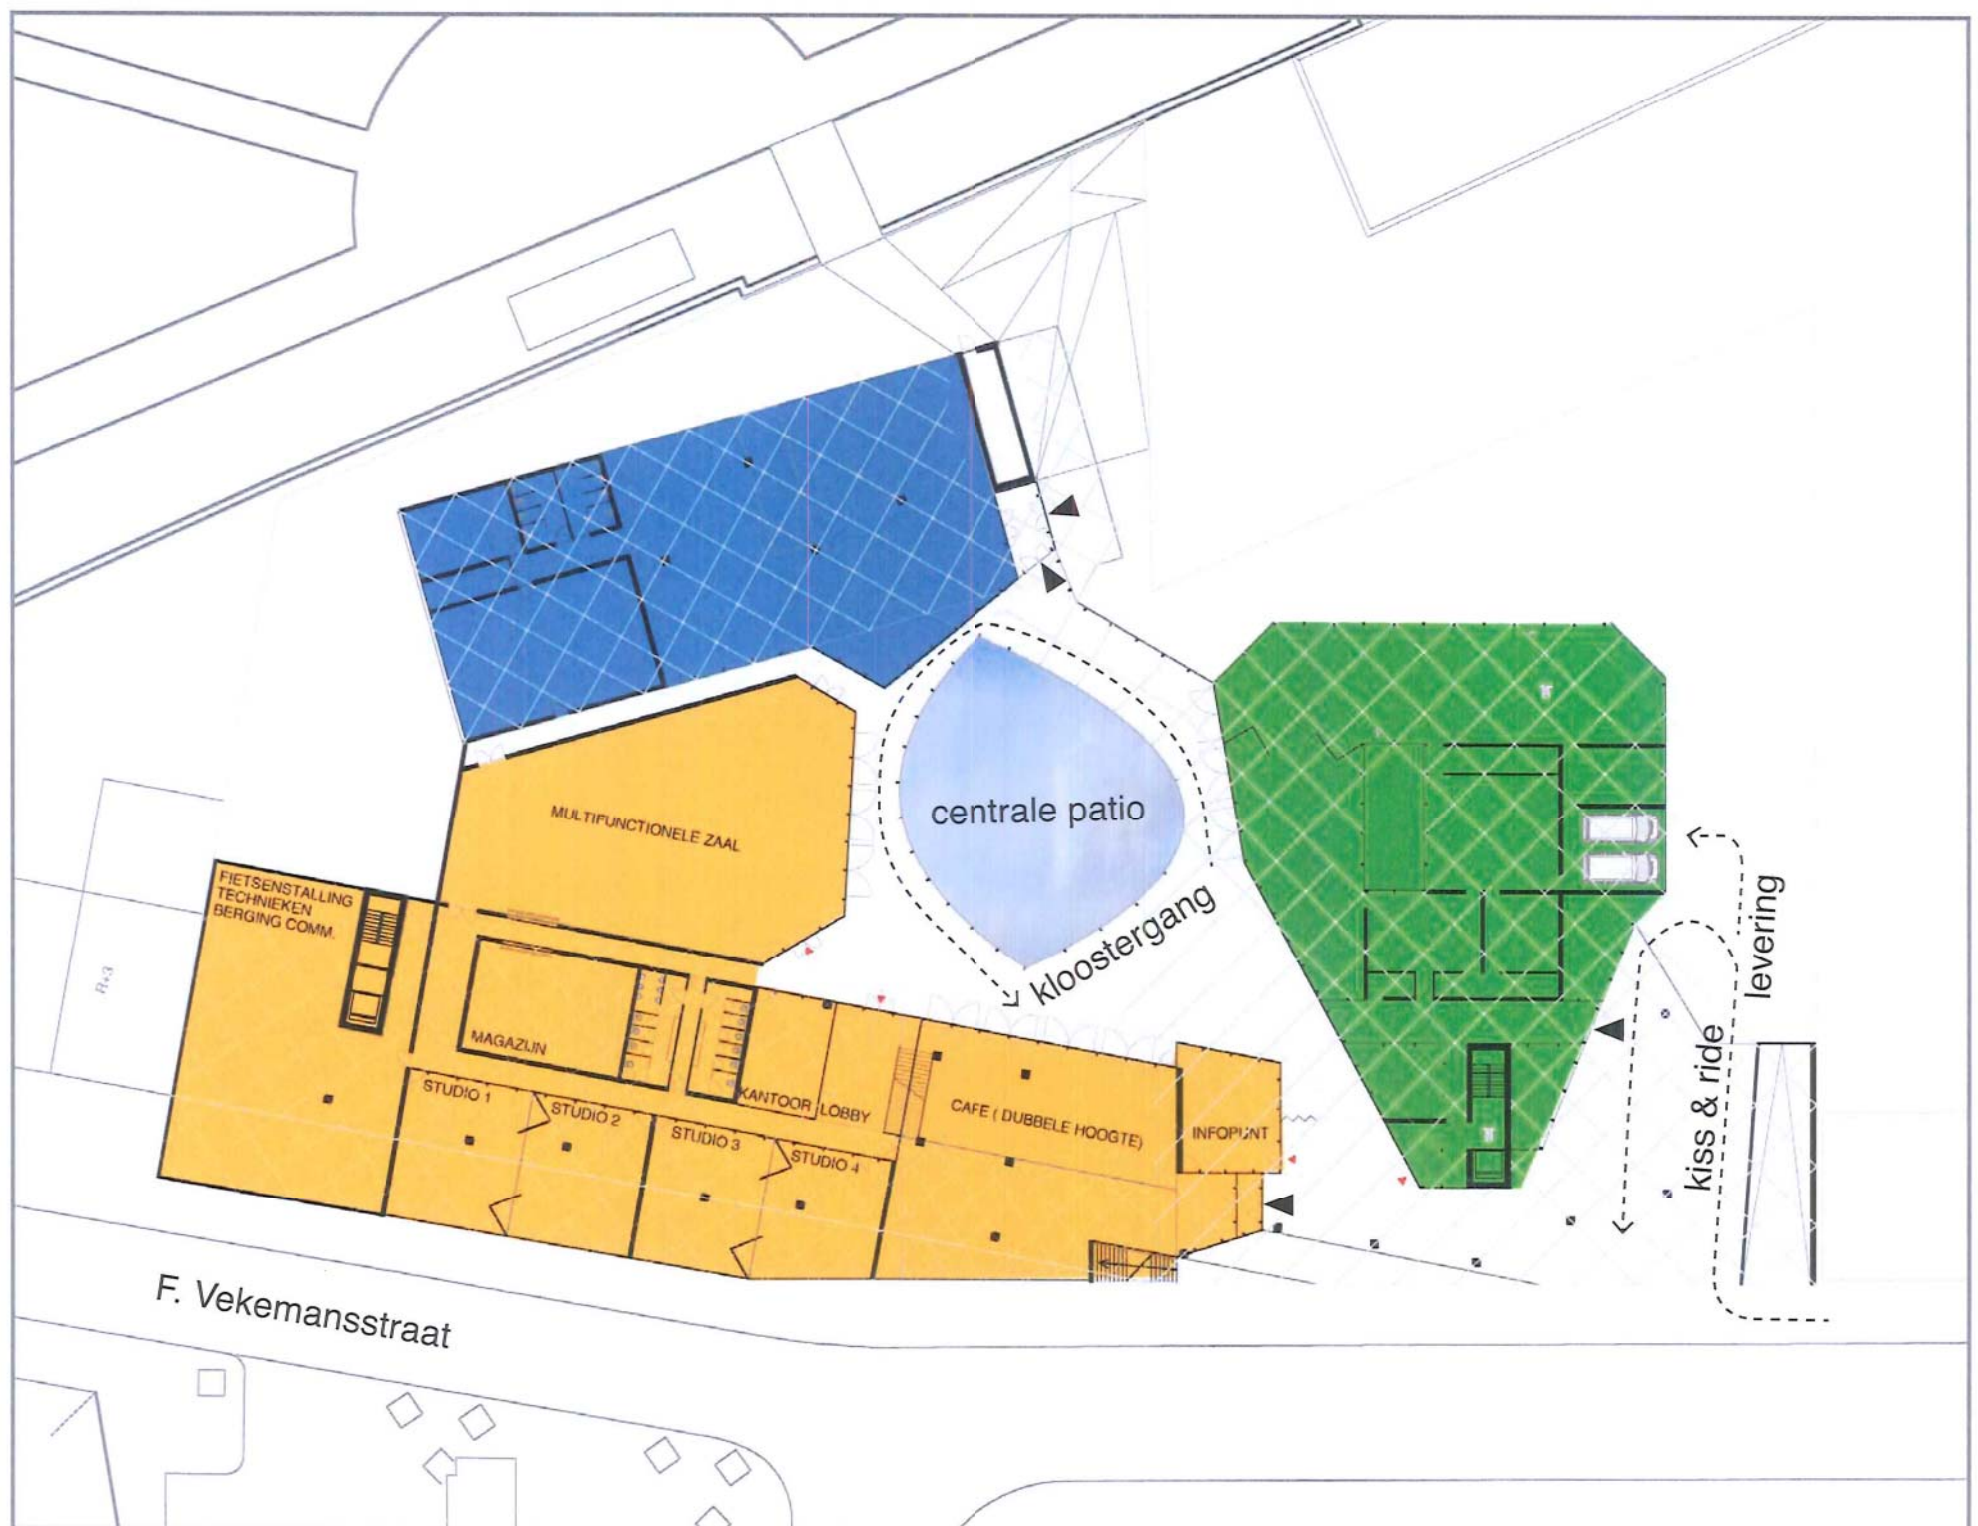 MULTIFUNCTIONELE ZAAL
centrale patio
kloostergang
FIETSENSTALLING
TECHNIEKEN
BERGING COMM.
R+3
MAGAZIJN
KANTOOR
LOBBY
STUDIO 1
STUDIO 2
STUDIO 3
STUDIO 4
CAFE ( DUBBELE HOOGTE)
INFOPUNT
levering
kiss & ride
F. Vekemansstraat